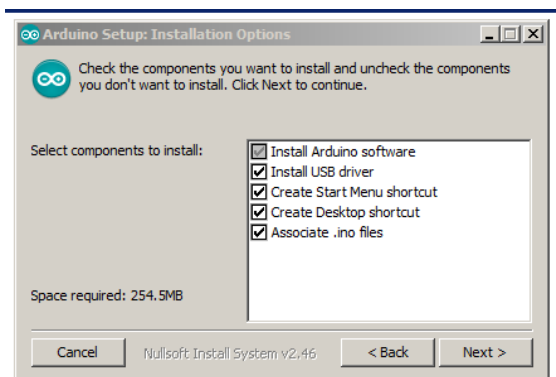 Arduino Setup: Installation Options
Check the components you want to install and uncheck the components
you don't want to install. Click Next to continue.
Select components to install:
Install Arduino software
Install USB driver
Create Start Menu shortcut
Create Desktop shortcut
Associate .ino files
Space required: 254.5MB
Cancel
Nullsoft Install System v2.46
< Back
Next >